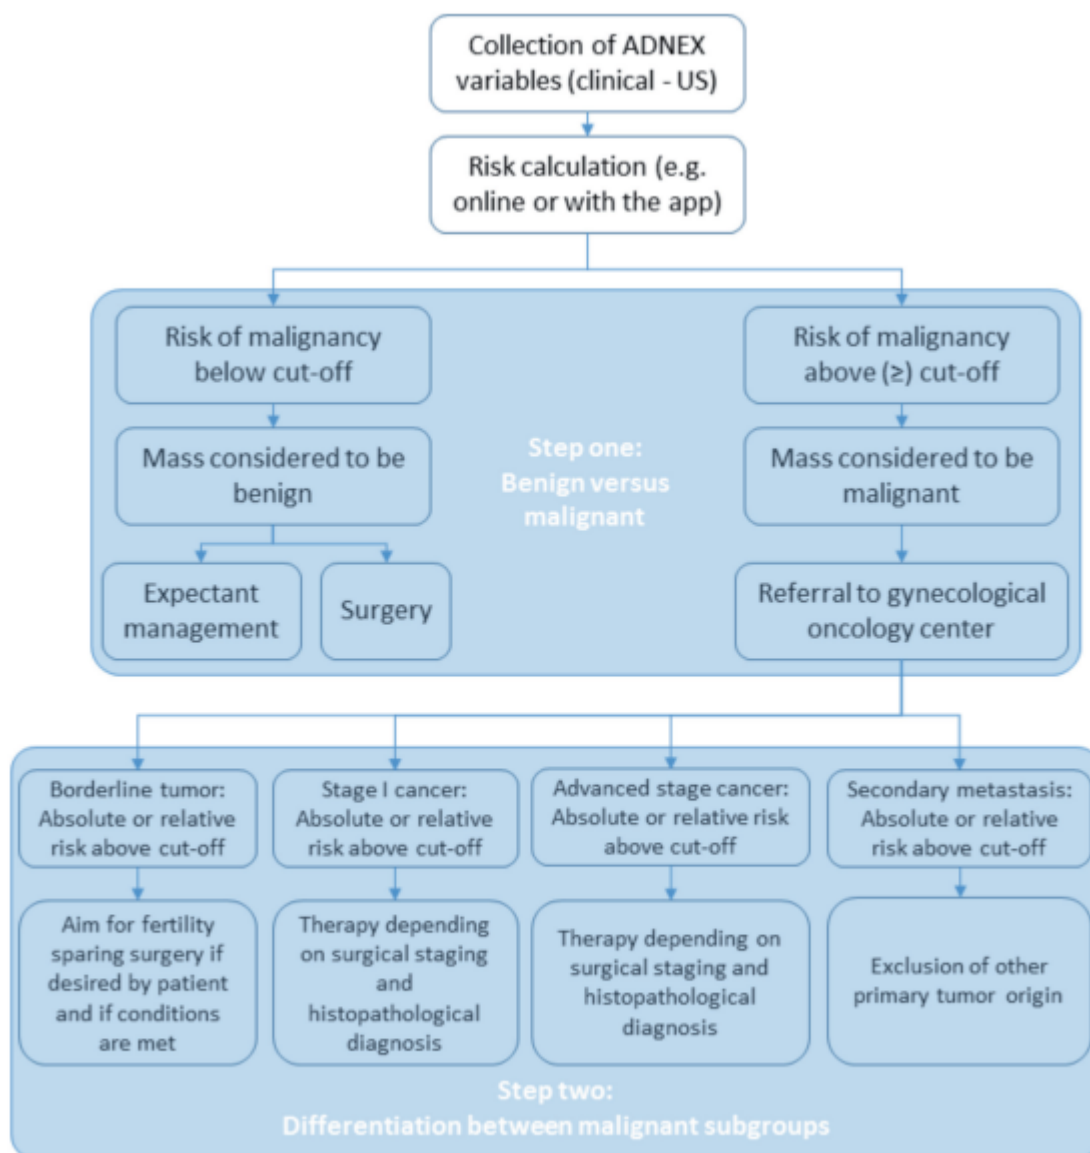 Collection of ADNEX
variables (clinical - US)
Risk calculation (e.g.
online or with the app)
Risk of malignancy
below cut-off
Risk of malignancy
above (≥) cut-off
Mass considered to be
benign
Step one:
Benign versus
malignant
Mass considered to be
malignant
Expectant
management
Surgery
Referral to gynecological
oncology center
Borderline tumor:
Absolute or relative
risk above cut-off
Stage I cancer:
Absolute or relative
risk above cut-off
Advanced stage cancer:
Absolute or relative risk
above cut-off
Secondary metastasis:
Absolute or relative
risk above cut-off
Aim for fertility
sparing surgery if
desired by patient
and if conditions
are met
Therapy depending
on surgical staging
and
histopathological
diagnosis
Therapy depending on
surgical staging and
histopathological
diagnosis
Exclusion of other
primary tumor origin
Step two:
Differentiation between malignant subgroups